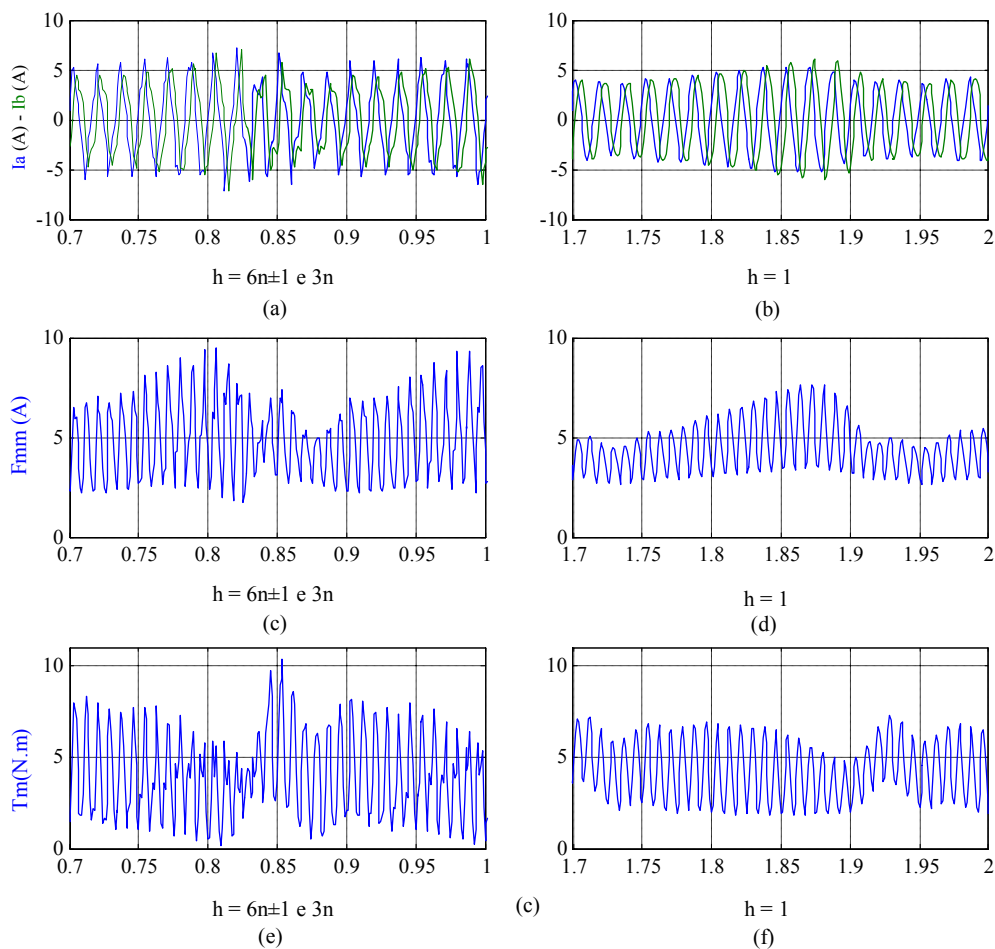 10
5
0
-5
-10
Ia (A) - Ib (A)
0.7 0.75 0.8 0.85 0.9 0.95 1
h = 6n±1 e 3n
(a)
10
5
0
-5
-10
1.7 1.75 1.8 1.85 1.9 1.95 2
h = 1
(b)
10
5
0
Fmm (A)
0.7 0.75 0.8 0.85 0.9 0.95 1
h = 6n±1 e 3n
(c)
10
5
0
1.7 1.75 1.8 1.85 1.9 1.95 2
h = 1
(d)
10
5
0
Tm(N.m)
0.7 0.75 0.8 0.85 0.9 0.95 1
h = 6n±1 e 3n
(e)
10
5
0
1.7 1.75 1.8 1.85 1.9 1.95 2
(c)
h = 1
(f)